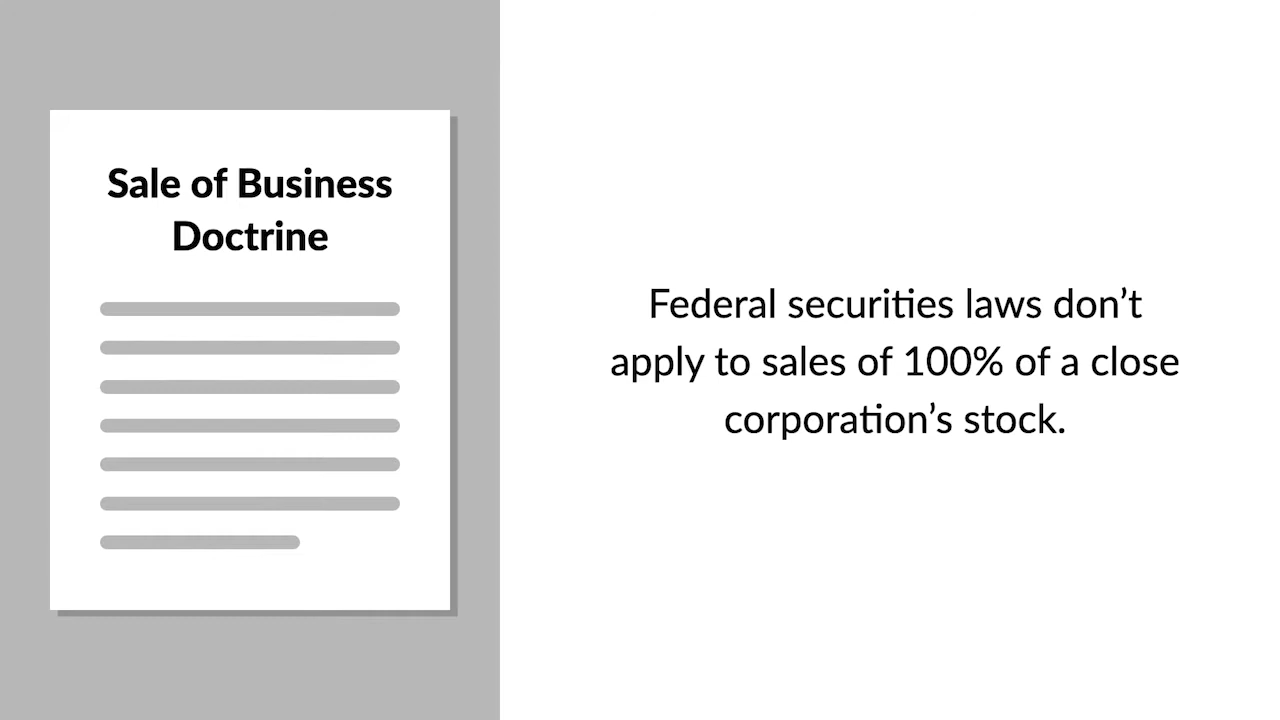 Sale of Business
Doctrine
Federal securities laws don’t
apply to sales of 100% of a close
corporation’s stock.